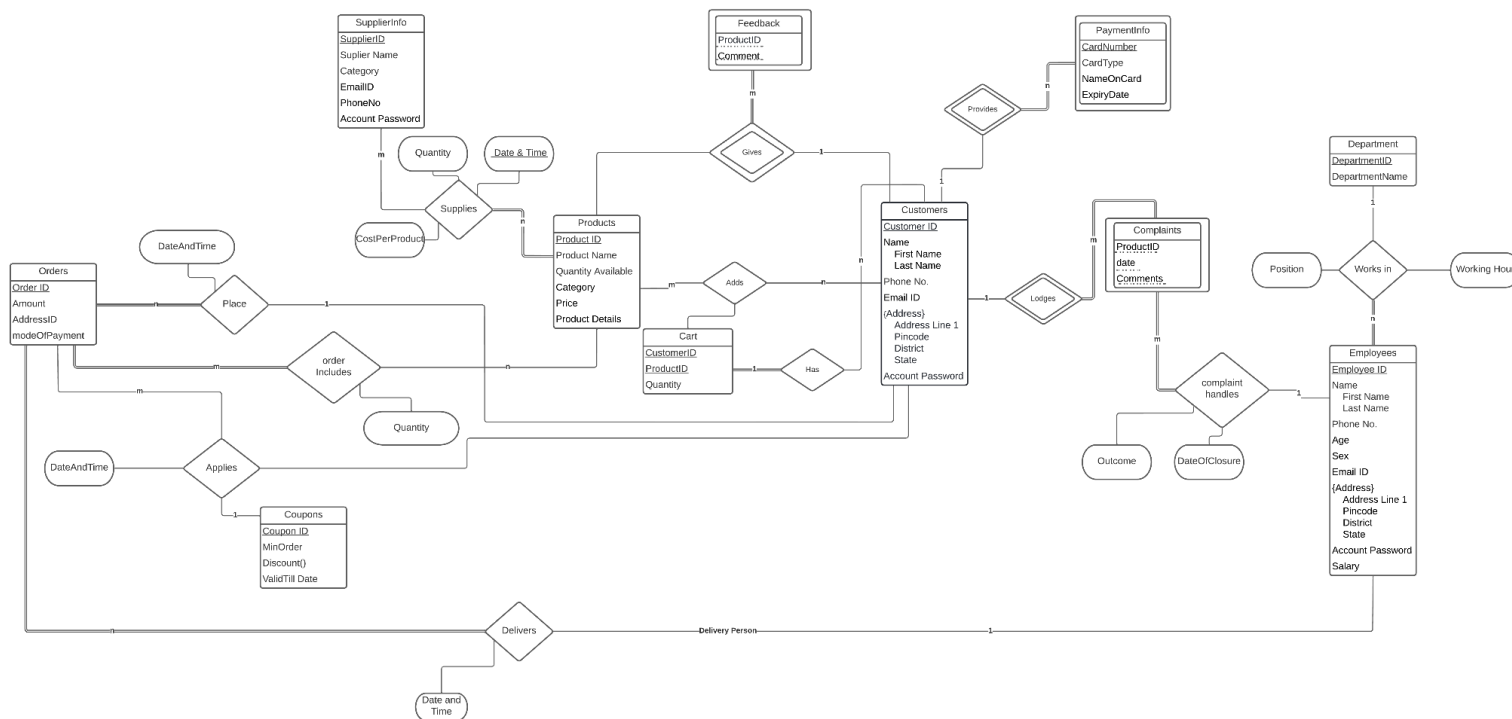 SupplierInfo
SupplierID
Suplier Name
Category
EmailID
PhoneNo
Account Password
Feedback
ProductID
Comment
PaymentInfo
CardNumber
CardType
NameOnCard
ExpiryDate
m
n
Provides
1
Quantity
Date & Time
m
Gives
1
Supplies
n
CostPerProduct
Department
DepartmentID
DepartmentName
1
Position
Works in
Working Hou
n
Products
Product ID
Product Name
Quantity Available
Category
Price
Product Details
Customers
Customer ID
Name
First Name
Last Name
Phone No.
Email ID
{Address}
Address Line 1
Pincode
District
State
Account Password
n
m
Adds
n
Cart
CustomerID
ProductID
Quantity
1
Has
m
Complaints
ProductID
date
Comments
1
Lodges
m
DateAndTime
Orders
Order ID
Amount
AddressID
modeOfPayment
n
Place
1
m
order
Includes
n
Quantity
m
complaint
handles
1
Outcome
DateOfClosure
Employees
Employee ID
Name
First Name
Last Name
Phone No.
Age
Sex
Email ID
{Address}
Address Line 1
Pincode
District
State
Account Password
Salary
DateAndTime
Applies
1
Coupons
Coupon ID
MinOrder
Discount()
ValidTill Date
n
Delivers
Delivery Person
1
Date and
Time